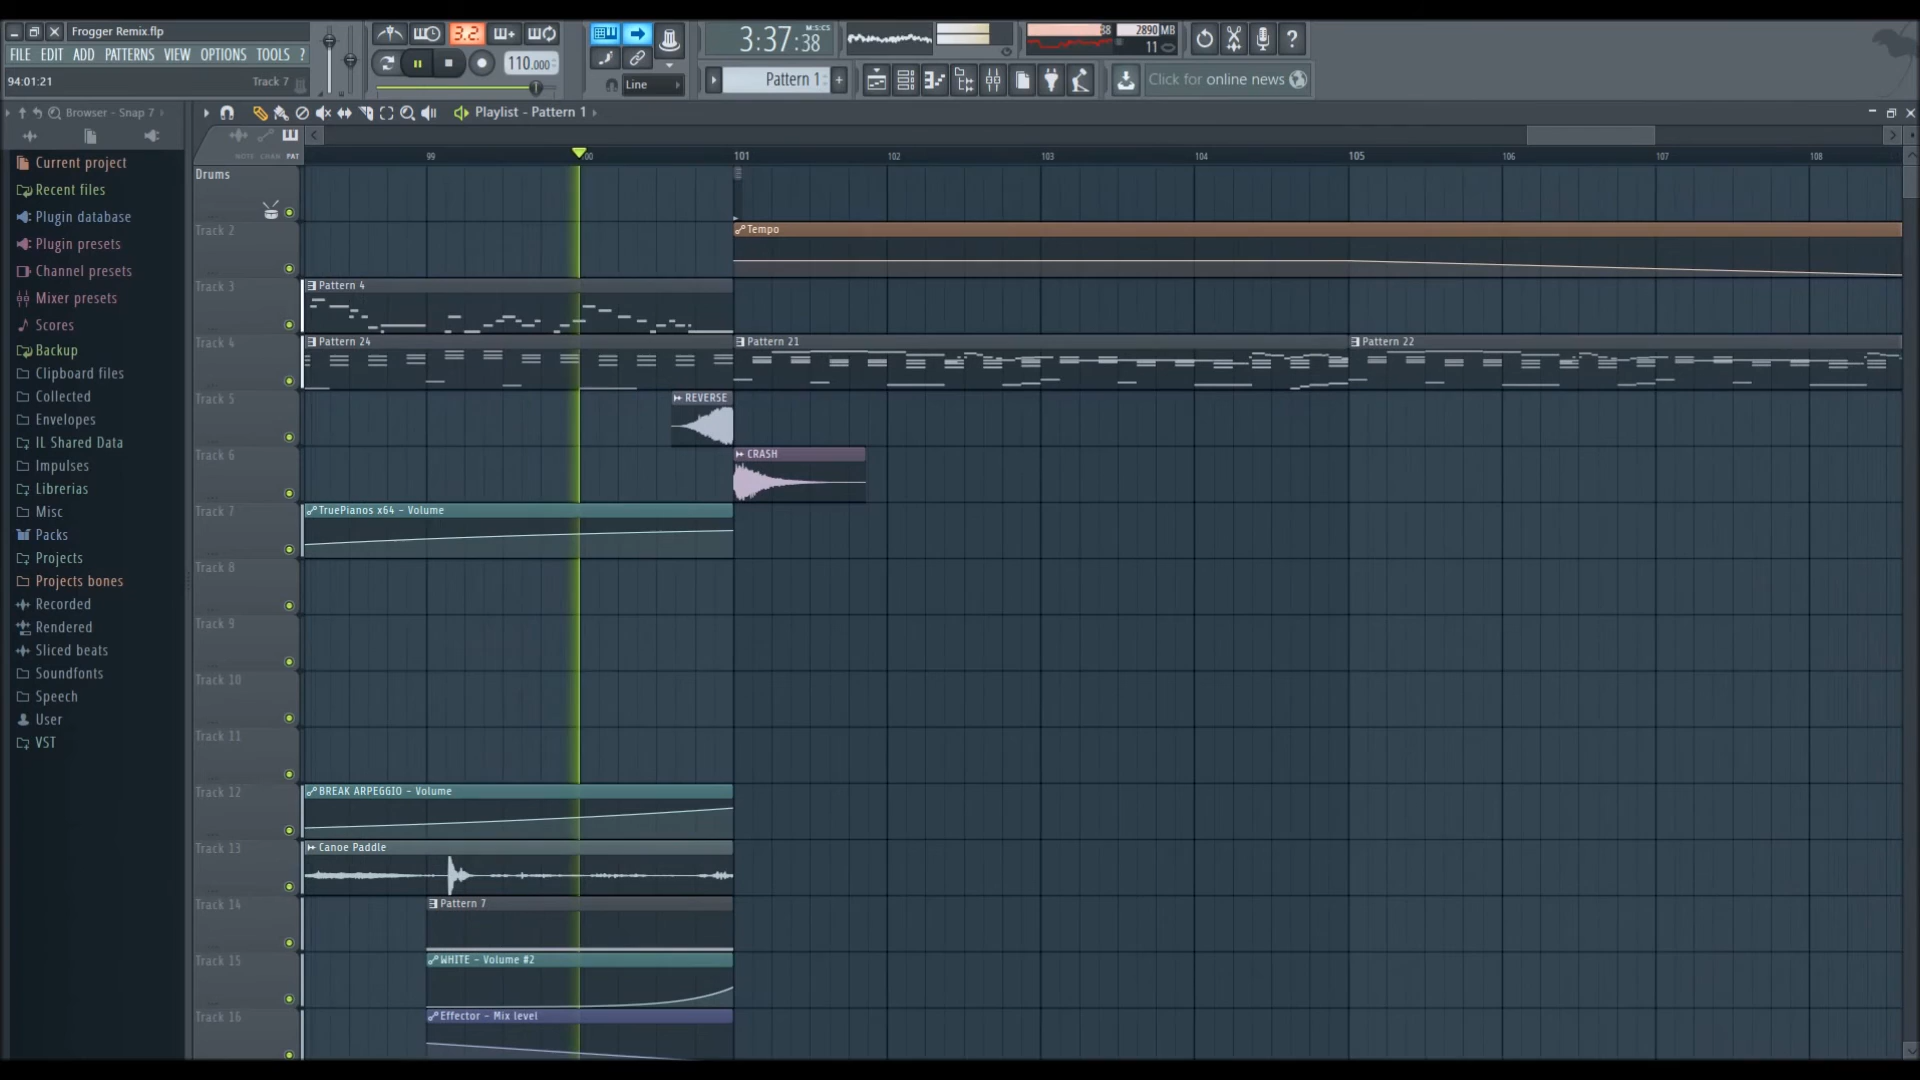 Frogger Remix.flp
FILE EDIT ADD PATTERNS VIEW OPTIONS TOOLS ?
94:01:21 Track 7
3.2
110.000
Line
3:37:38
M:S:CS
Pattern 1
38
2890 MB
11
Click for online news
Browser - Snap 7
Playlist - Pattern 1
NOTE CHAN PAT
99 100 101 102 103 104 105 106 107 108
Current project
Recent files
Plugin database
Plugin presets
Channel presets
Mixer presets
Scores
Backup
Clipboard files
Collected
Envelopes
IL Shared Data
Impulses
Librerias
Misc
Packs
Projects
Projects bones
Recorded
Rendered
Sliced beats
Soundfonts
Speech
User
VST
Drums
Track 2
Tempo
Track 3
Pattern 4
Track 4
Pattern 24
Pattern 21
Pattern 22
Track 5
REVERSE
Track 6
CRASH
Track 7
TruePianos x64 - Volume
Track 8
Track 9
Track 10
Track 11
Track 12
BREAK ARPEGGIO - Volume
Track 13
Canoe Paddle
Track 14
Pattern 7
Track 15
WHITE - Volume #2
Track 16
Effector - Mix level